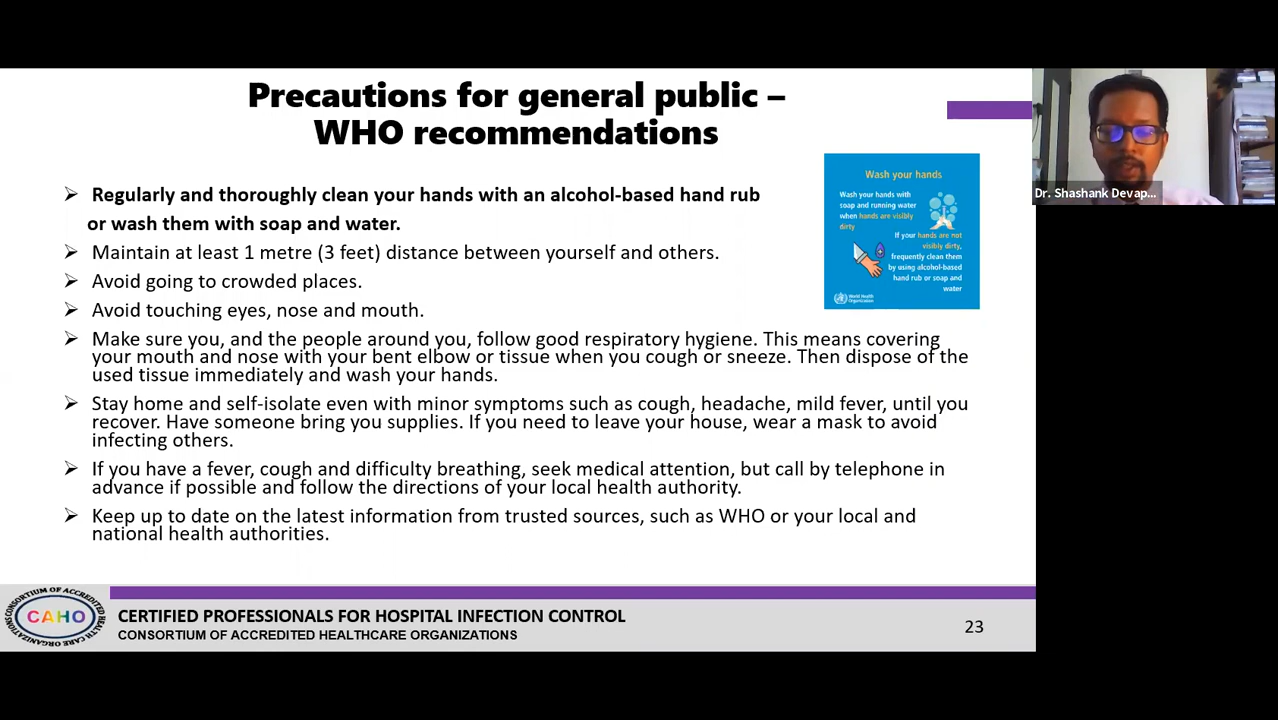 Precautions for general public –
WHO recommendations
Regularly and thoroughly clean your hands with an alcohol-based hand rub
or wash them with soap and water.
Maintain at least 1 metre (3 feet) distance between yourself and others.
Avoid going to crowded places.
Avoid touching eyes, nose and mouth.
Make sure you, and the people around you, follow good respiratory hygiene. This means covering
your mouth and nose with your bent elbow or tissue when you cough or sneeze. Then dispose of the
used tissue immediately and wash your hands.
Stay home and self-isolate even with minor symptoms such as cough, headache, mild fever, until you
recover. Have someone bring you supplies. If you need to leave your house, wear a mask to avoid
infecting others.
If you have a fever, cough and difficulty breathing, seek medical attention, but call by telephone in
advance if possible and follow the directions of your local health authority.
Keep up to date on the latest information from trusted sources, such as WHO or your local and
national health authorities.
Wash your hands
Wash your hands with
soap and running water
when hands are visibly
dirty
If your hands are not
visibly dirty,
frequently clean them
by using alcohol-based
hand rub or soap and
water
World Health
Organization
Dr. Shashank Devap...
CONSORTIUM OF ACCREDITED HEALTH CARE ORGANIZATIONS
CAHO
CERTIFIED PROFESSIONALS FOR HOSPITAL INFECTION CONTROL
CONSORTIUM OF ACCREDITED HEALTHCARE ORGANIZATIONS
23